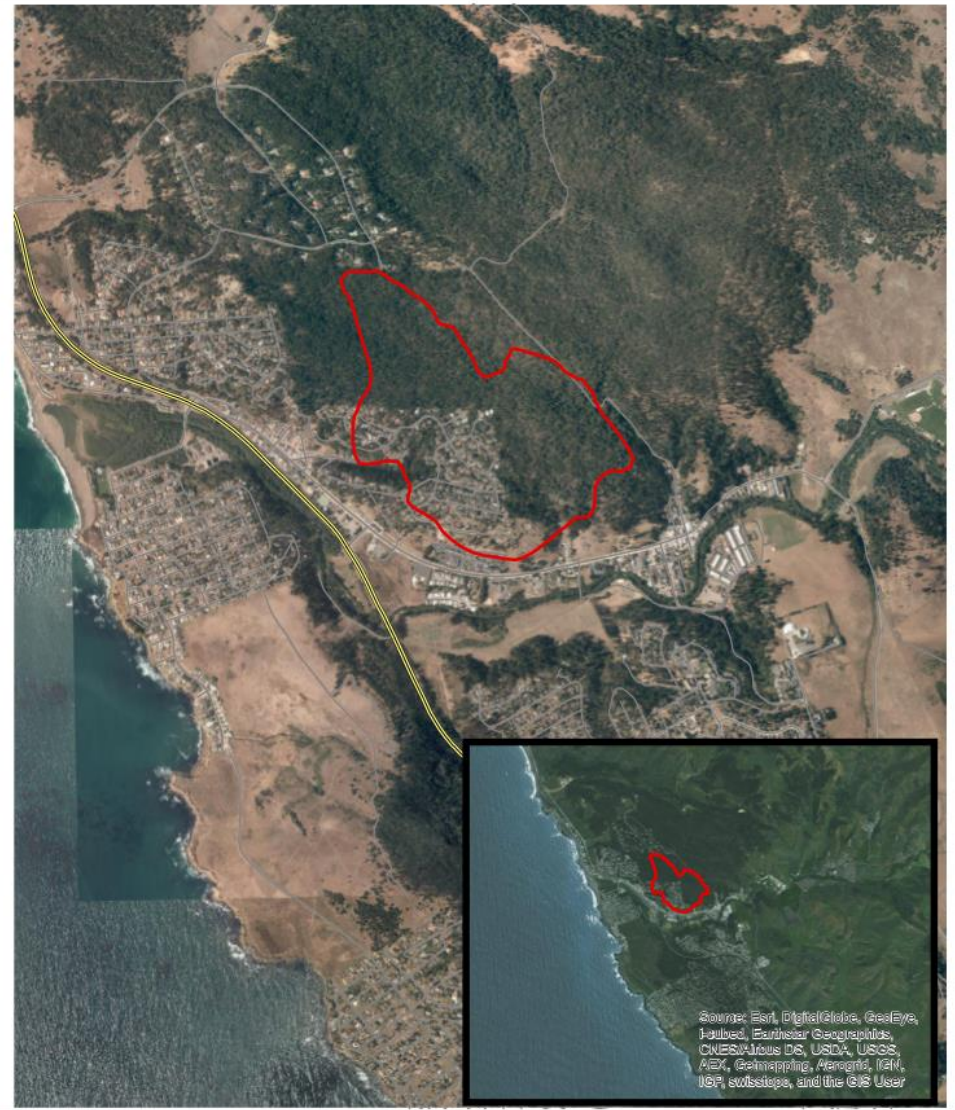 Source: Esri, DigitalGlobe, GeoEye,
i-cubed, Earthstar Geographics,
CNES/Airbus DS, USDA, USGS,
AEX, Getmapping, Aerogrid, IGN,
IGP, swisstopo, and the GIS User